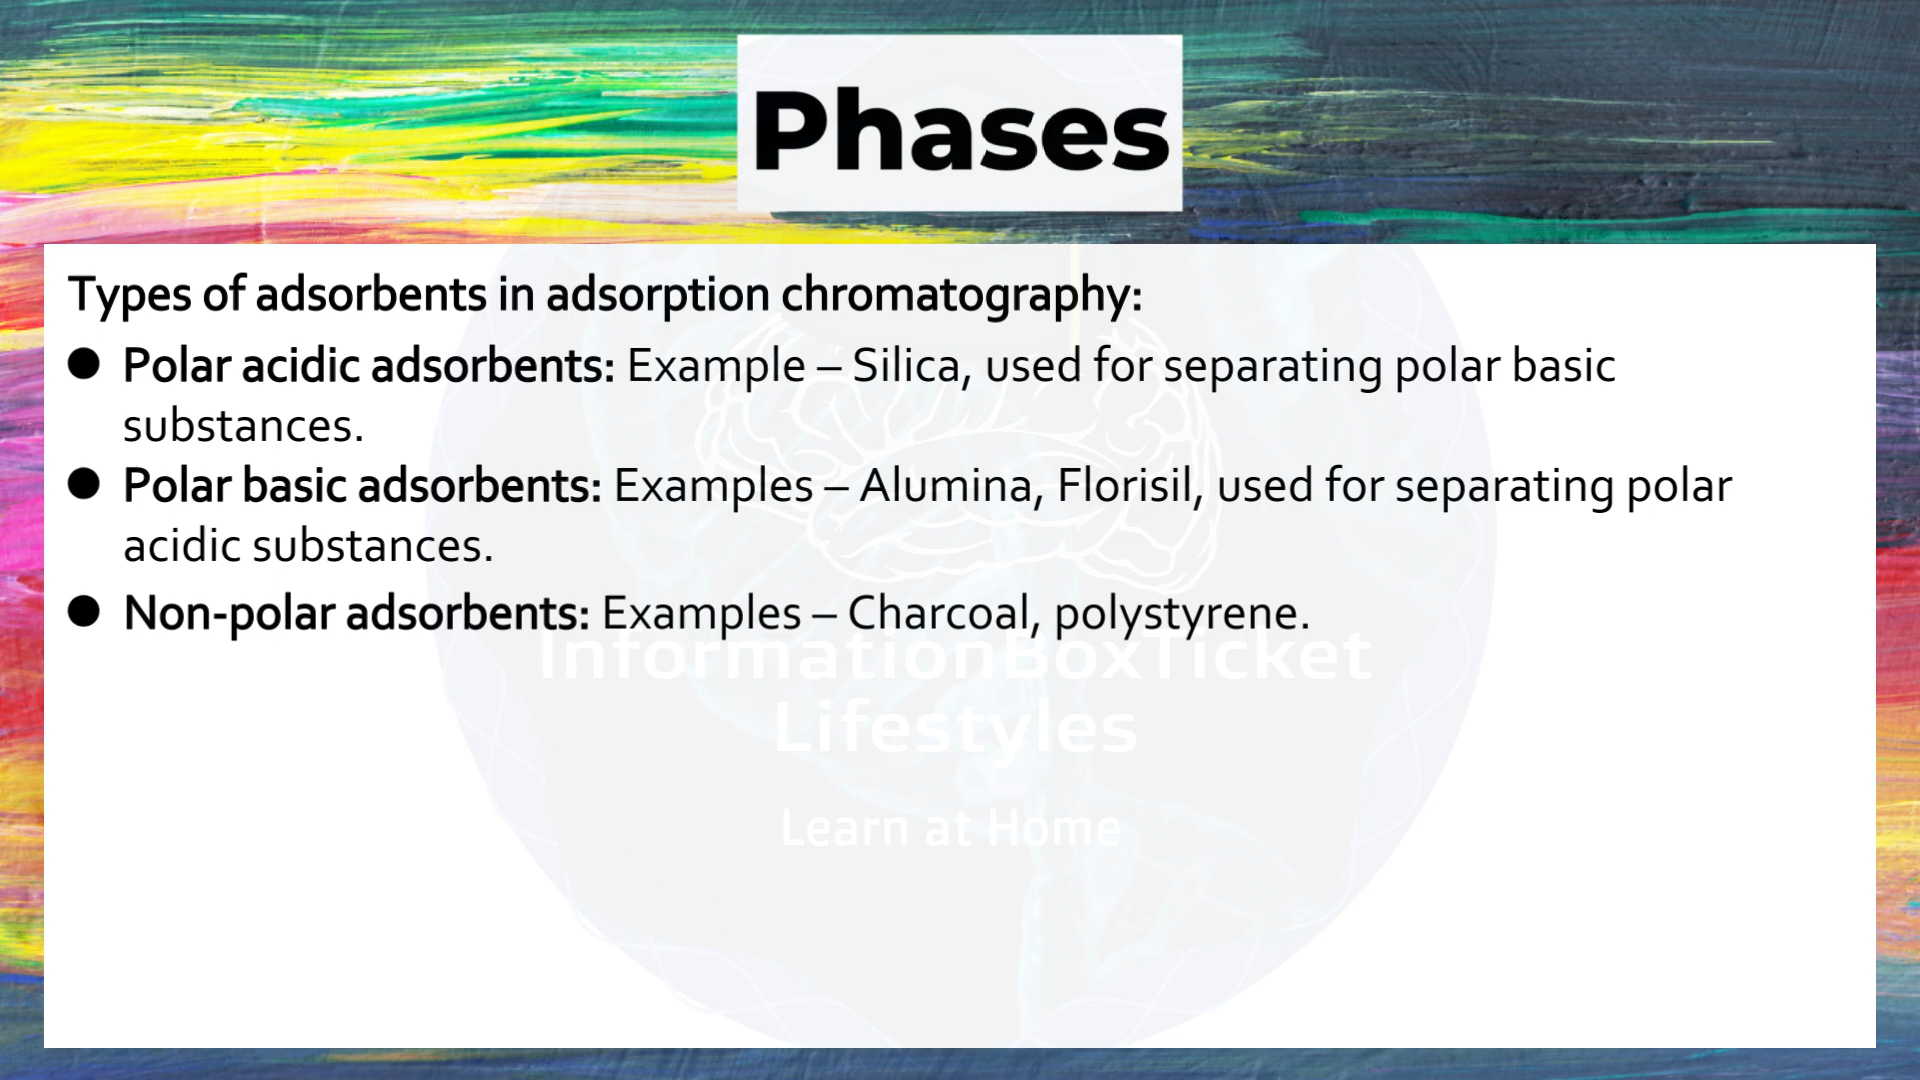 Phases
Types of adsorbents in adsorption chromatography:
● Polar acidic adsorbents: Example – Silica, used for separating polar basic
substances.
● Polar basic adsorbents: Examples – Alumina, Florisil, used for separating polar
acidic substances.
● Non-polar adsorbents: Examples – Charcoal, polystyrene.
InformationBoxTicket
Lifestyles
Learn at Home